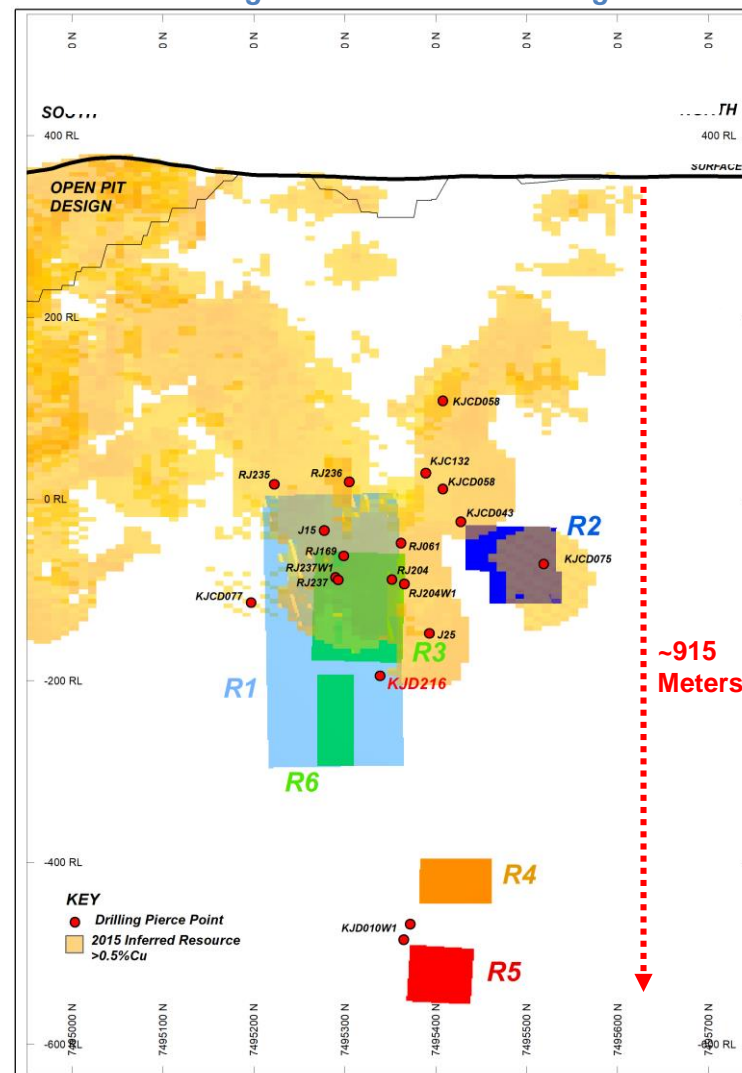 0 N 0 N 0 N 0 N 0 N 0 N 0 N 0 N
400 RL
400 RL
SURFACE
OPEN PIT
DESIGN
200 RL
KJCD058
KJC132
RJ235
RJ236
KJCD058
0 RL
KJCD043
J15
R2
RJ061
RJ169
KJCD075
RJ237W1
RJ237
RJ204
RJ204W1
KJCD077
J25
R3
~915
Meters
-200 RL
R1
KJD216
R6
-400 RL
R4
KEY
Drilling Pierce Point
2015 Inferred Resource
>0.5%Cu
KJD010W1
R5
-600 RL
7495000 N
7495100 N
7495200 N
7495300 N
7495400 N
7495500 N
7495600 N
7495700 N